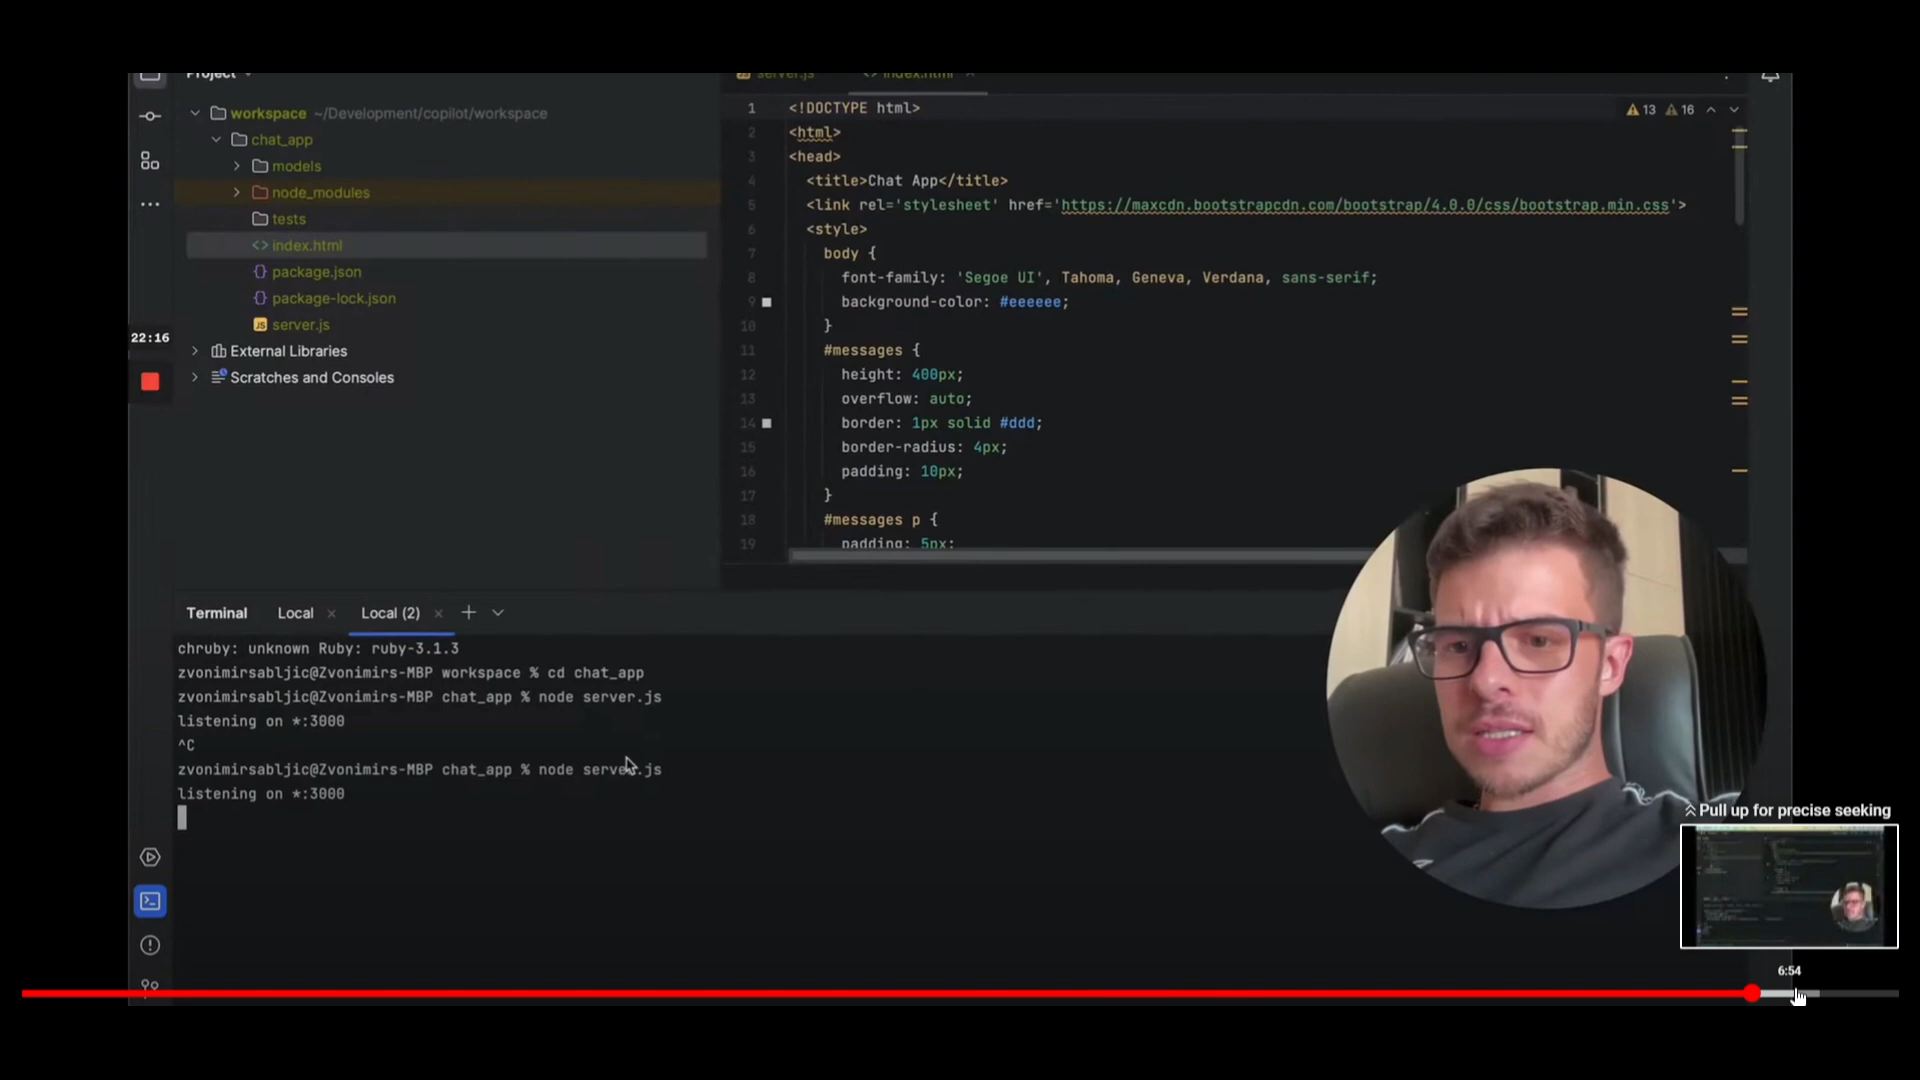 Project
server.js
index.html
workspace ~/Development/copilot/workspace
chat_app
models
node_modules
tests
index.html
package.json
package-lock.json
server.js
External Libraries
Scratches and Consoles
22:16
13 16
1 <!DOCTYPE html>
2 <html>
3 <head>
4 <title>Chat App</title>
5 <link rel='stylesheet' href='https://maxcdn.bootstrapcdn.com/bootstrap/4.0.0/css/bootstrap.min.css'>
6 <style>
7 body {
8 font-family: 'Segoe UI', Tahoma, Geneva, Verdana, sans-serif;
9 background-color: #eeeeee;
10 }
11 #messages {
12 height: 400px;
13 overflow: auto;
14 border: 1px solid #ddd;
15 border-radius: 4px;
16 padding: 10px;
17 }
18 #messages p {
19 padding: 5px;
Terminal Local Local (2)
chruby: unknown Ruby: ruby-3.1.3
zvonimirsabljic@Zvonimirs-MBP workspace % cd chat_app
zvonimirsabljic@Zvonimirs-MBP chat_app % node server.js
listening on *:3000
^C
zvonimirsabljic@Zvonimirs-MBP chat_app % node server.js
listening on *:3000
Pull up for precise seeking
6:54